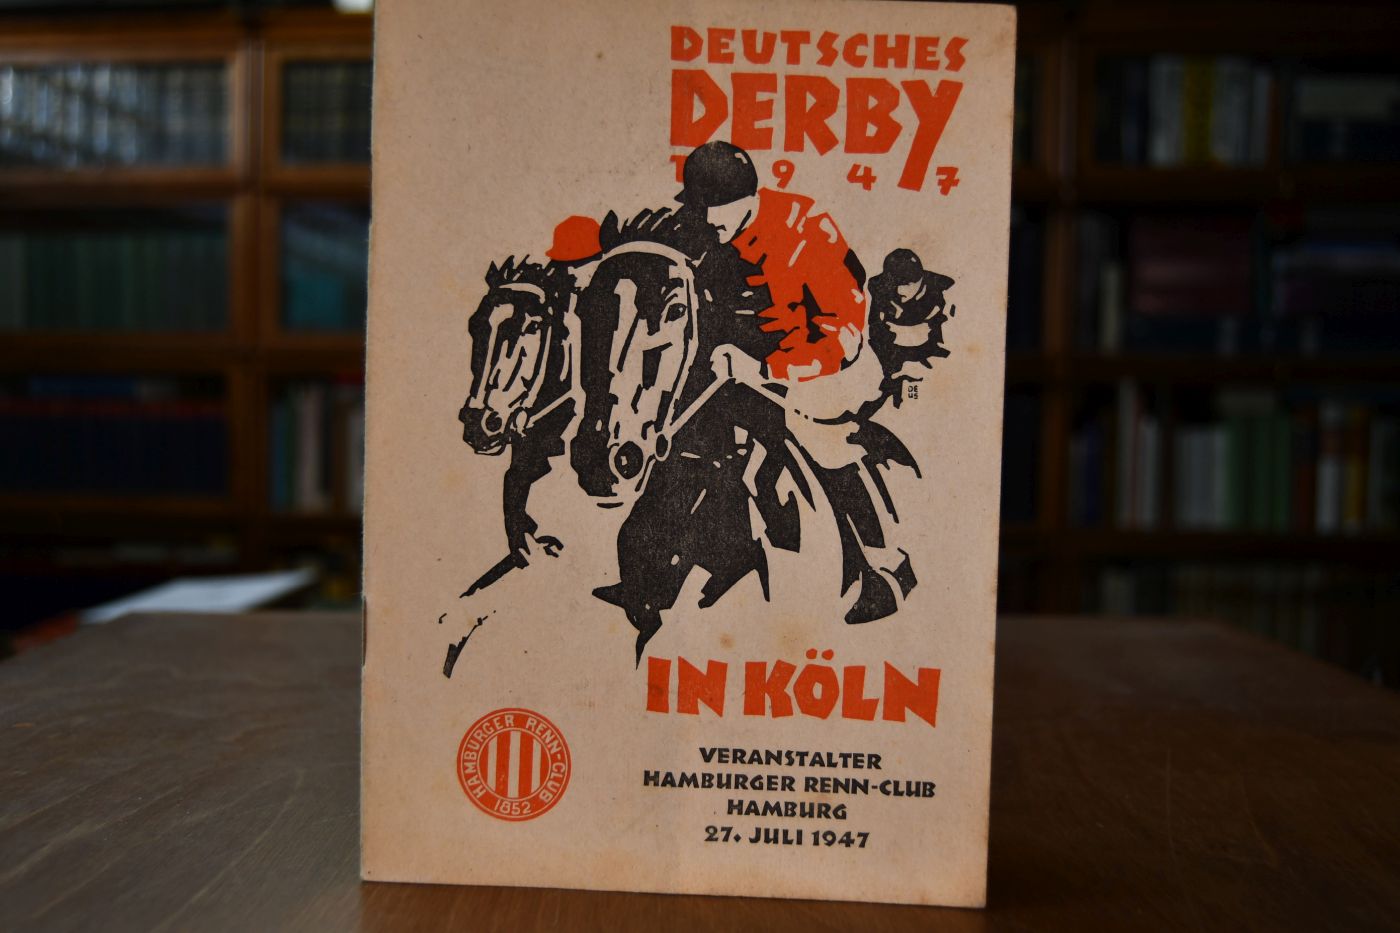 DEUTSCHES
DERBY
1947
DE
US
IN KÖLN
HAMBURGER RENN-CLUB
1852
VERANSTALTER
HAMBURGER RENN-CLUB
HAMBURG
27. JULI 1947